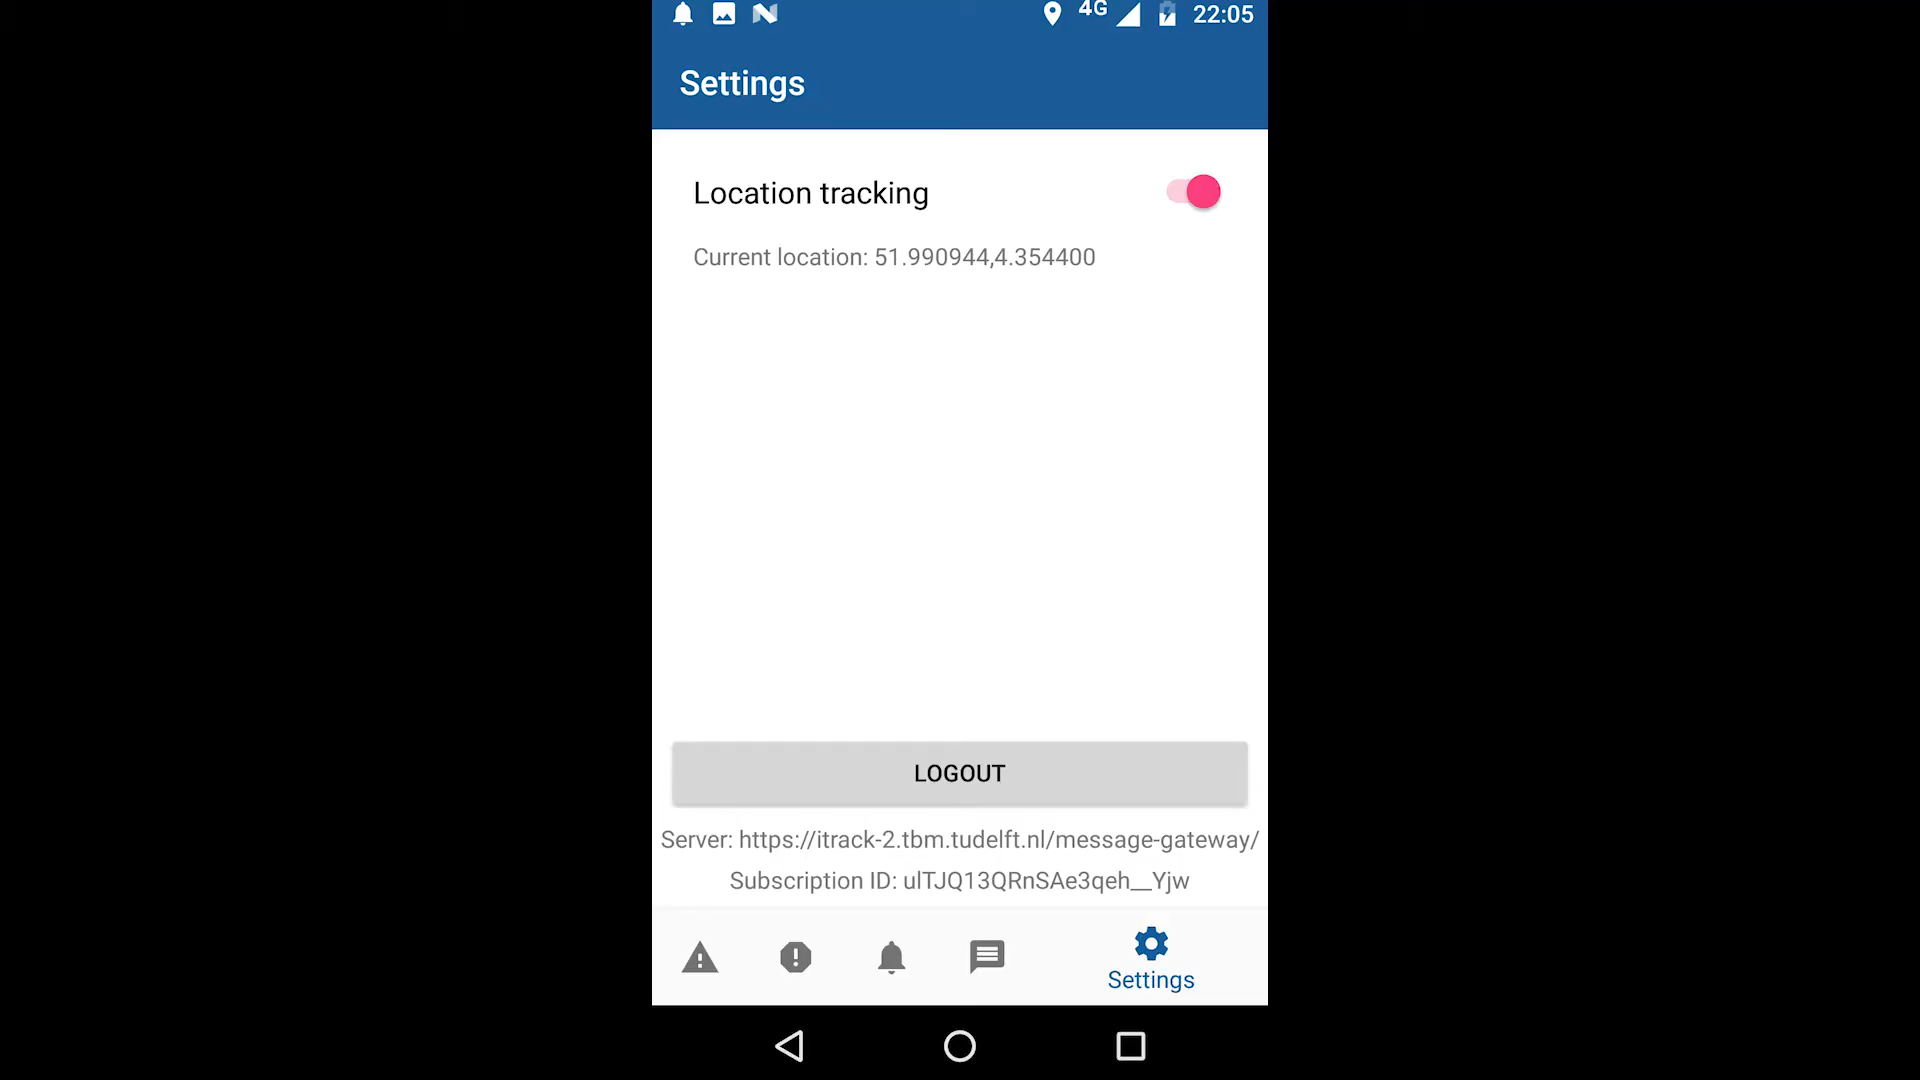 4G 22:05
Settings
Location tracking
Current location: 51.990944,4.354400
LOGOUT
Server: https://itrack-2.tbm.tudelft.nl/message-gateway/
Subscription ID: ulTJQ13QRnSAe3qeh__Yjw
Settings